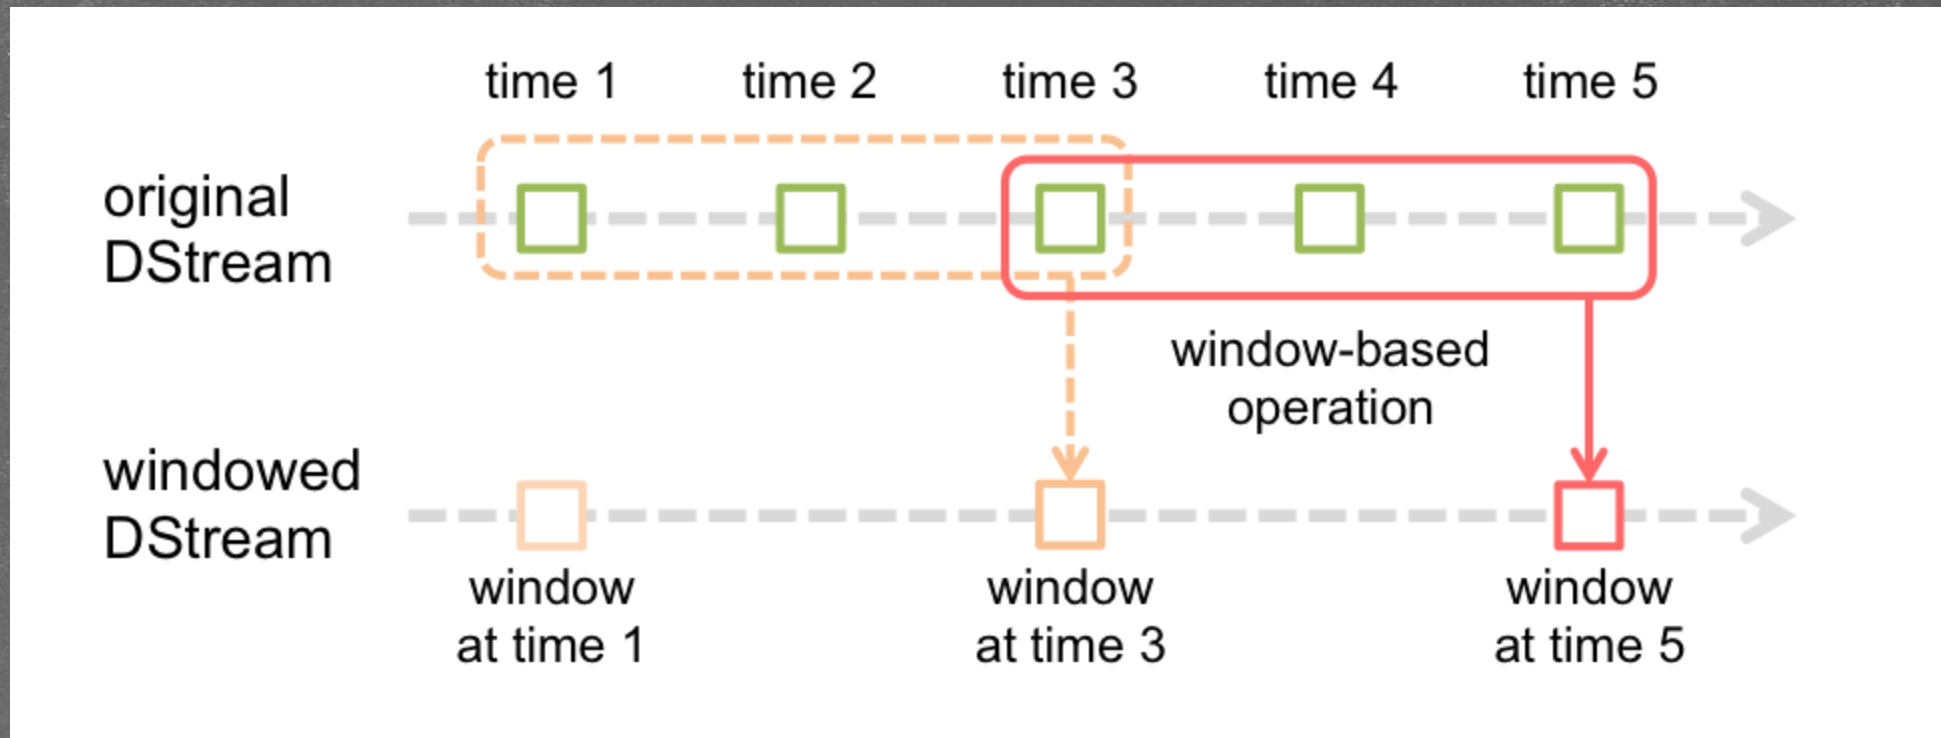 time 1
time 2
time 3
time 4
time 5
original
DStream
window-based
operation
windowed
DStream
window
at time 1
window
at time 3
window
at time 5